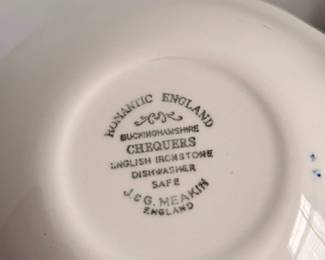 ROMANTIC ENGLAND
BUCKINGHAMSHIRE
CHEQUERS
ENGLISH IRONSTONE
DISHWASHER
SAFE
J.&G. MEAKIN
ENGLAND